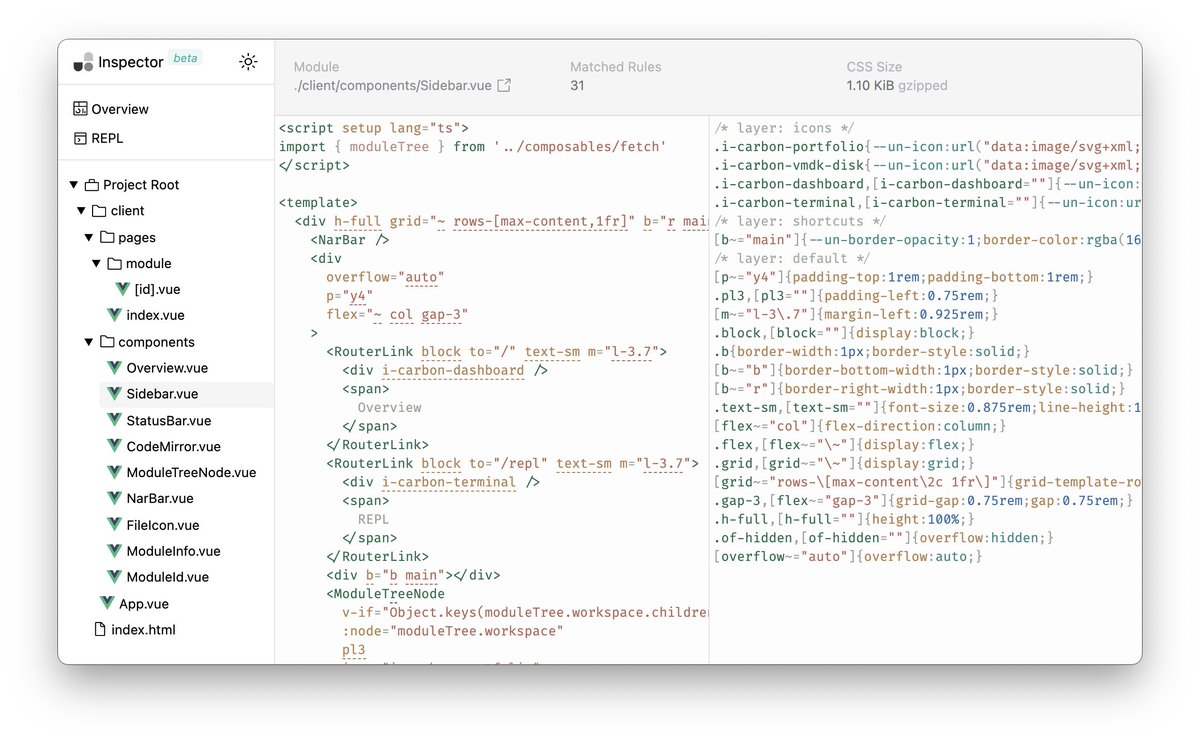 Inspector beta
Overview
REPL
Project Root
client
pages
module
[id].vue
index.vue
components
Overview.vue
Sidebar.vue
StatusBar.vue
CodeMirror.vue
ModuleTreeNode.vue
NarBar.vue
FileIcon.vue
ModuleInfo.vue
ModuleId.vue
App.vue
index.html
Module
./client/components/Sidebar.vue
Matched Rules
31
CSS Size
1.10 KiB gzipped
<script setup lang="ts">
import { moduleTree } from '../composables/fetch'
</script>
<template>
<div h-full grid="~ rows-[max-content,1fr]" b="r mai
<NarBar />
<div
overflow="auto"
p="y4"
flex="~ col gap-3"
>
<RouterLink block to="/" text-sm m="l-3.7">
<div i-carbon-dashboard />
<span>
Overview
</span>
</RouterLink>
<RouterLink block to="/repl" text-sm m="l-3.7">
<div i-carbon-terminal />
<span>
REPL
</span>
</RouterLink>
<div b="b main"></div>
<ModuleTreeNode
v-if="Object.keys(moduleTree.workspace.childre
:node="moduleTree.workspace"
pl3
/* layer: icons */
.i-carbon-portfolio{--un-icon:url("data:image/svg+xml;
.i-carbon-vmdk-disk{--un-icon:url("data:image/svg+xml;
.i-carbon-dashboard,[i-carbon-dashboard=""]{--un-icon:
.i-carbon-terminal,[i-carbon-terminal=""]{--un-icon:ur
/* layer: shortcuts */
[b~="main"]{--un-border-opacity:1;border-color:rgba(16
/* layer: default */
[p~="y4"]{padding-top:1rem;padding-bottom:1rem;}
.pl3,[pl3=""]{padding-left:0.75rem;}
[m~="l-3\.7"]{margin-left:0.925rem;}
.block,[block=""]{display:block;}
.b{border-width:1px;border-style:solid;}
[b~="b"]{border-bottom-width:1px;border-style:solid;}
[b~="r"]{border-right-width:1px;border-style:solid;}
.text-sm,[text-sm=""]{font-size:0.875rem;line-height:1
[flex~="col"]{flex-direction:column;}
.flex,[flex~="\~"]{display:flex;}
.grid,[grid~="\~"]{display:grid;}
[grid~="rows-\[max-content\2c 1fr\]"]{grid-template-ro
.gap-3,[flex~="gap-3"]{grid-gap:0.75rem;gap:0.75rem;}
.h-full,[h-full=""]{height:100%;}
.of-hidden,[of-hidden=""]{overflow:hidden;}
[overflow~="auto"]{overflow:auto;}